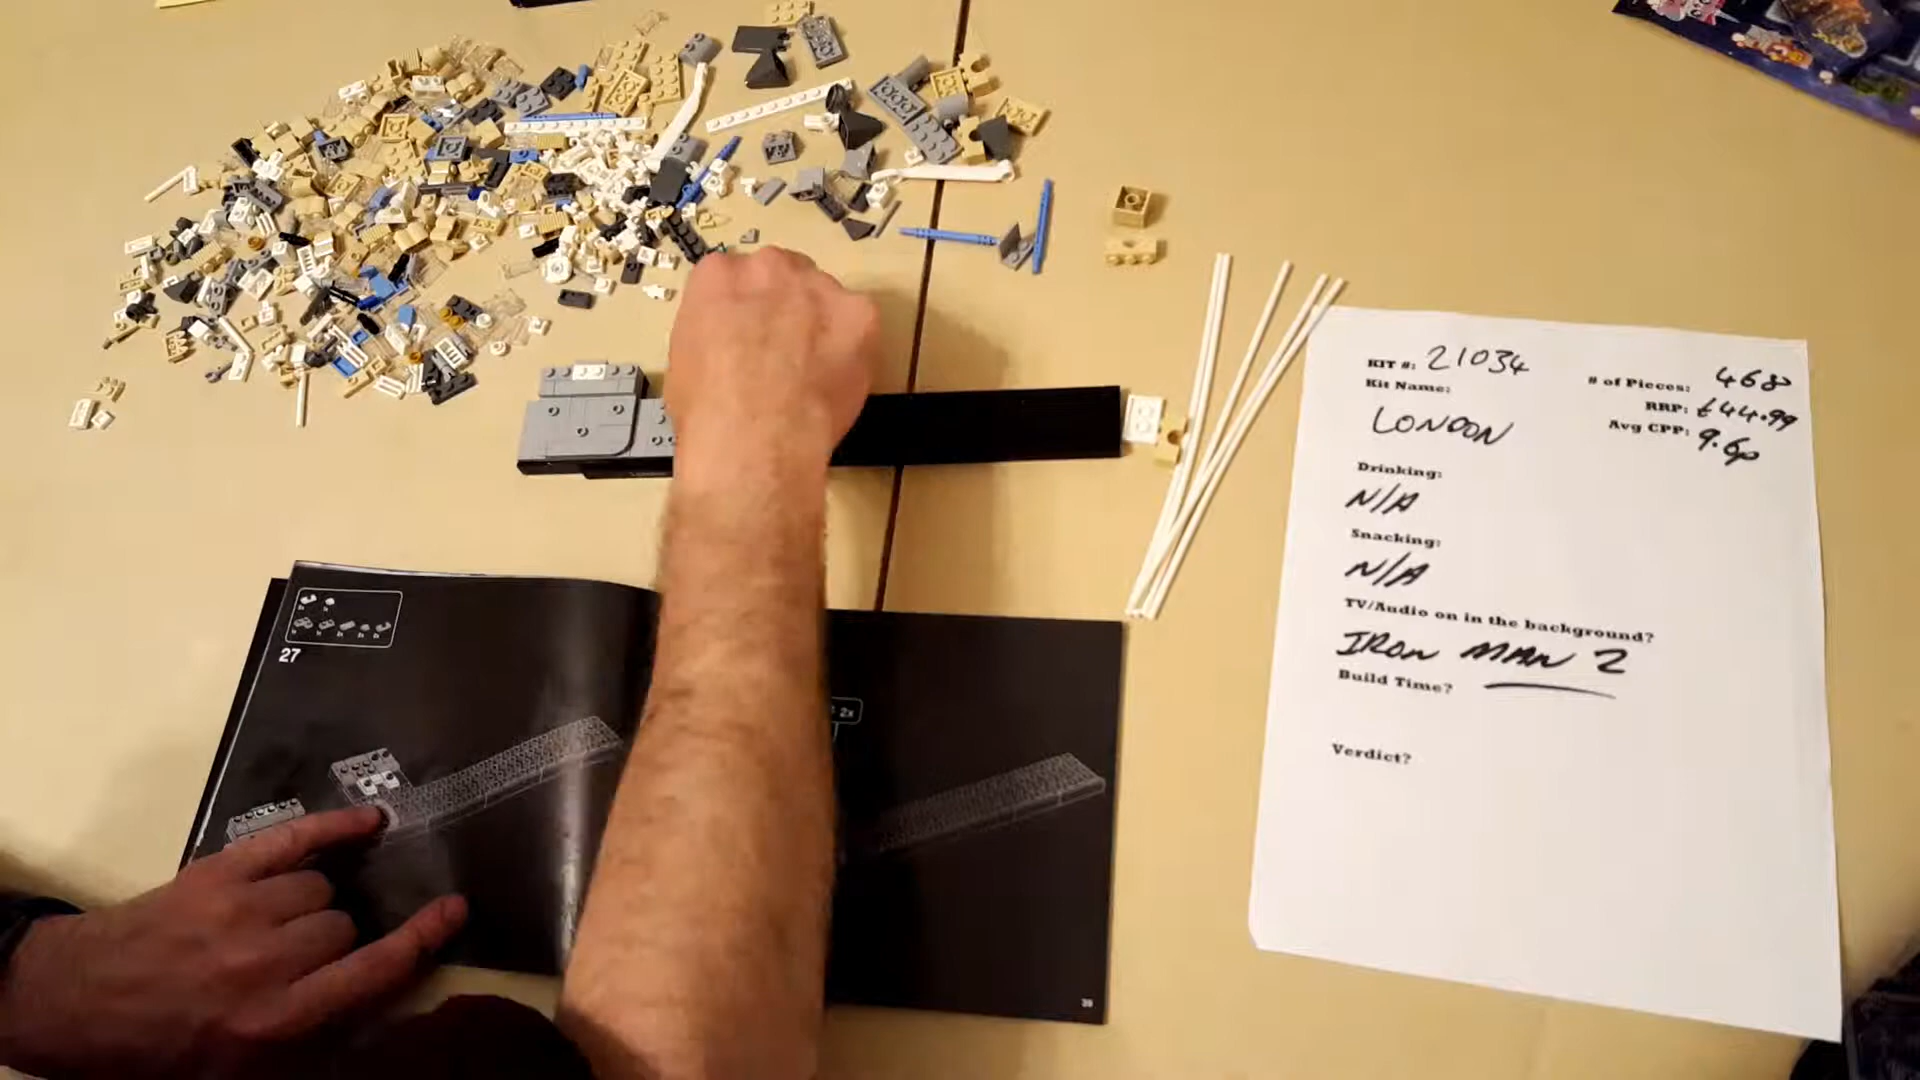 KIT #: 21034
# of Pieces: 468
Kit Name:
RRP: £44.99
LONDON
Avg CPP: 9.6p
Drinking:
N/A
Snacking:
N/A
TV/Audio on in the background?
IRON MAN 2
Build Time?
Verdict?
27
2x
39